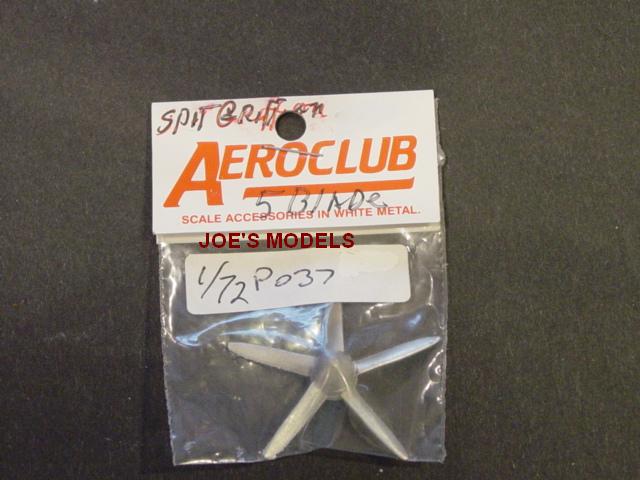 SPIT GRiffon
AEROCLUB
5 BlADe
SCALE ACCESSORIES IN WHITE METAL.
JOE'S MODELS
1/72 P037